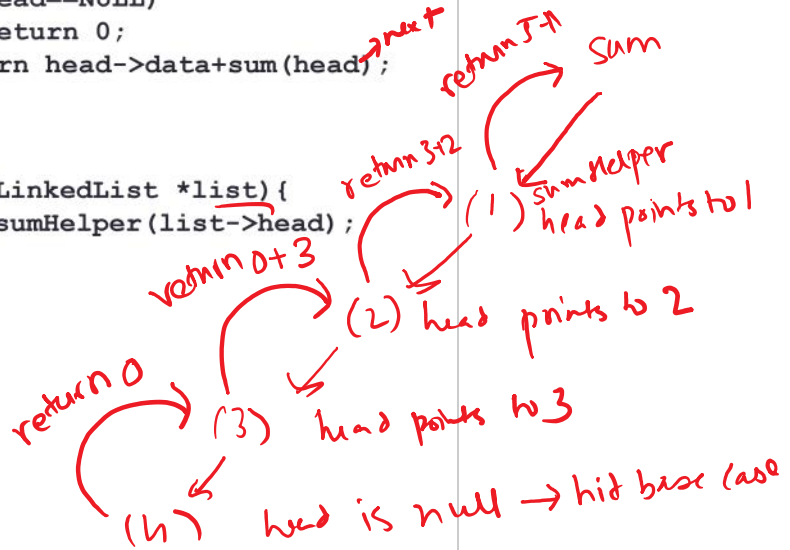 ead==NULL)
eturn 0;
rn head->data+sum(head);
→next
return 5+1
sum
LinkedList *list){
sumHelper(list->head);
return 3+2
sumHelper
(1) head points to 1
return 0+3
(2) head points to 2
return 0
(3) head points to 3
(4) head is null → hit base case